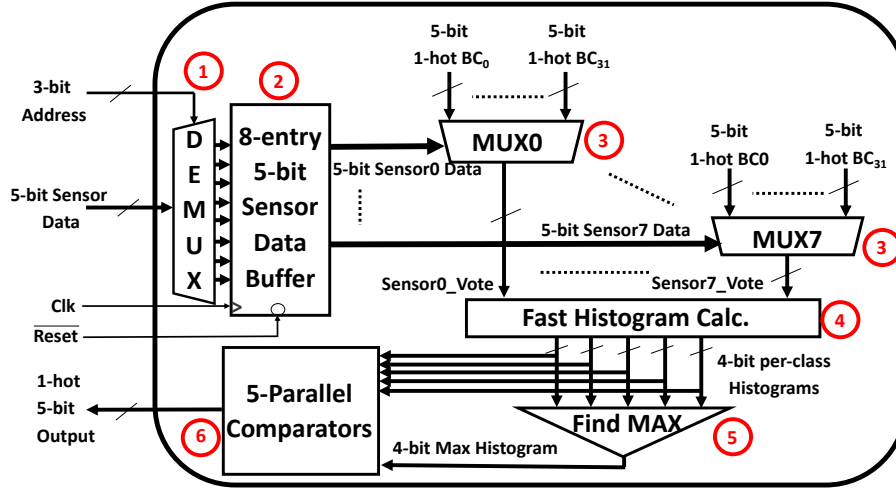 5-bit
1-hot BC0
5-bit
1-hot BC31
1
2
3-bit
Address
D
E
M
U
X
8-entry
5-bit
Sensor
Data
Buffer
MUX0
3
5-bit
1-hot BC0
5-bit
1-hot BC31
5-bit Sensor0 Data
5-bit Sensor
Data
5-bit Sensor7 Data
MUX7
3
Sensor0_Vote
Sensor7_Vote
Clk
Reset
Fast Histogram Calc.
4
4-bit per-class
Histograms
1-hot
5-bit
Output
5-Parallel
Comparators
6
Find MAX
5
4-bit Max Histogram